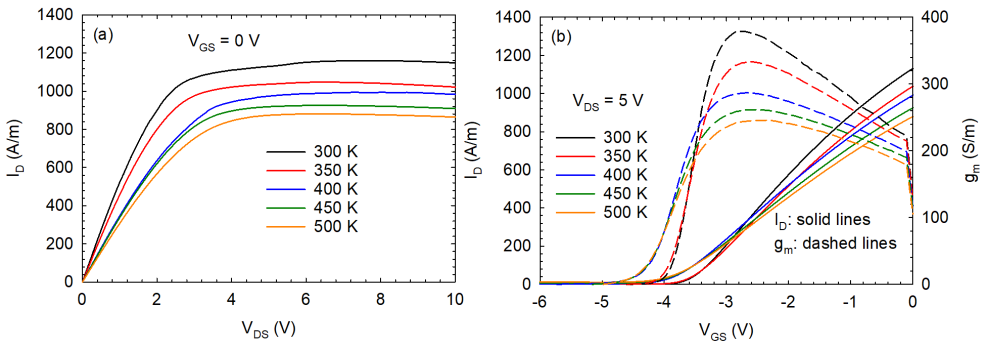 (a)
V_GS = 0 V
1400
1200
1000
800
600
400
200
0
I_D (A/m)
300 K
350 K
400 K
450 K
500 K
0 2 4 6 8 10
V_DS (V)
(b)
V_DS = 5 V
1400
1200
1000
800
600
400
200
0
I_D (A/m)
300 K
350 K
400 K
450 K
500 K
I_D: solid lines
g_m: dashed lines
400
300
200
100
0
g_m (S/m)
-6 -5 -4 -3 -2 -1 0
V_GS (V)